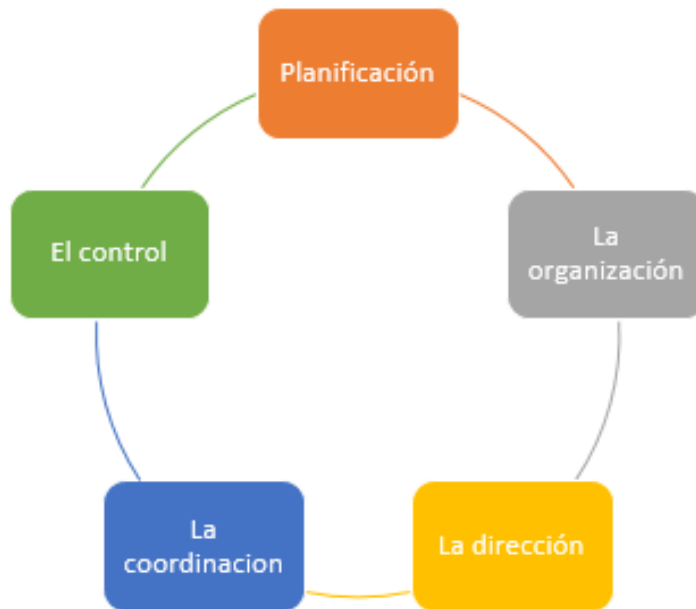 Planificación
La
organización
La dirección
La
coordinacion
El control